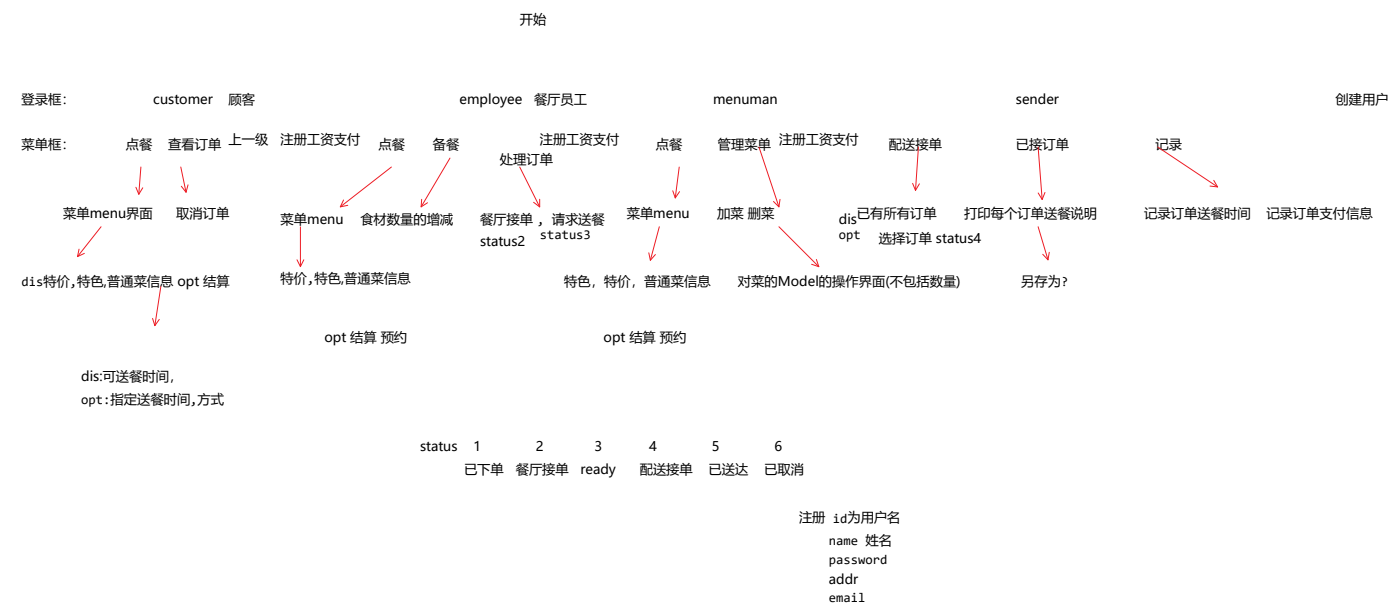 开始
登录框： customer 顾客 employee 餐厅员工 menuman sender 创建用户
菜单框： 点餐 查看订单 上一级 注册工资支付 点餐 备餐 注册工资支付 点餐 管理菜单 注册工资支付 配送接单 已接订单 记录
处理订单
菜单menu界面 取消订单 菜单menu 食材数量的增减 餐厅接单 ，请求送餐 菜单menu 加菜 删菜 dis已有所有订单 打印每个订单送餐说明 记录订单送餐时间 记录订单支付信息
status2 status3 opt 选择订单 status4
dis特价,特色,普通菜信息 opt 结算 特价,特色,普通菜信息 特色，特价，普通菜信息 对菜的Model的操作界面(不包括数量) 另存为?
opt 结算 预约 opt 结算 预约
dis:可送餐时间,
opt:指定送餐时间,方式
status 1 2 3 4 5 6
已下单 餐厅接单 ready 配送接单 已送达 已取消
注册 id为用户名
name 姓名
password
addr
email